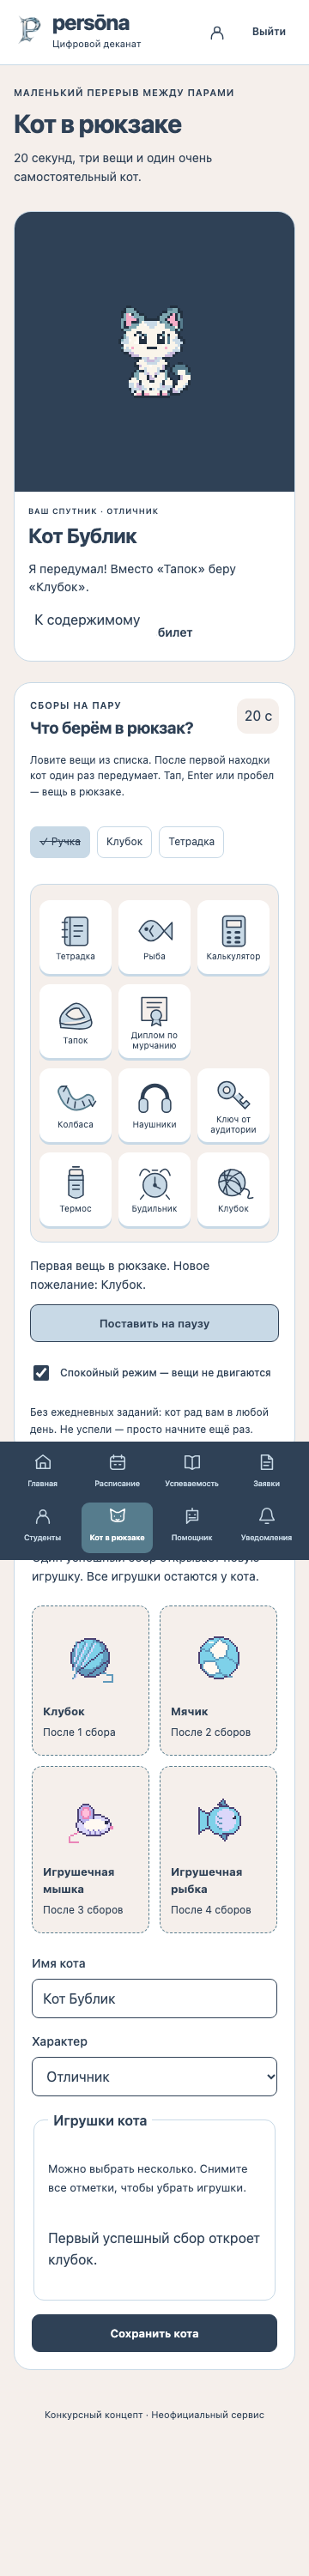 persōna
Цифровой деканат
Выйти
МАЛЕНЬКИЙ ПЕРЕРЫВ МЕЖДУ ПАРАМИ
Кот в рюкзаке
20 секунд, три вещи и один очень
самостоятельный кот.
ВАШ СПУТНИК · ОТЛИЧНИК
Кот Бублик
Я передумал! Вместо «Тапок» беру
«Клубок».
К содержимому
билет
СБОРЫ НА ПАРУ
Что берём в рюкзак?
20 с
Ловите вещи из списка. После первой находки
кот один раз передумает. Тап, Enter или пробел
— вещь в рюкзаке.
✓ Ручка
Клубок
Тетрадка
Тетрадка
Рыба
Калькулятор
Тапок
Диплом по
мурчанию
Колбаса
Наушники
Ключ от
аудитории
Термос
Будильник
Клубок
Первая вещь в рюкзаке. Новое
пожелание: Клубок.
Поставить на паузу
Спокойный режим — вещи не двигаются
Без ежедневных заданий: кот рад вам в любой
день. Не успели — просто начните ещё раз.
Главная
Расписание
Успеваемость
Заявки
Студенты
Кот в рюкзаке
Помощник
Уведомления
Один успешный сбор открывает новую
игрушку. Все игрушки остаются у кота.
Клубок
После 1 сбора
Мячик
После 2 сборов
Игрушечная
мышка
После 3 сборов
Игрушечная
рыбка
После 4 сборов
Имя кота
Кот Бублик
Характер
Отличник
Игрушки кота
Можно выбрать несколько. Снимите
все отметки, чтобы убрать игрушки.
Первый успешный сбор откроет
клубок.
Сохранить кота
Конкурсный концепт · Неофициальный сервис